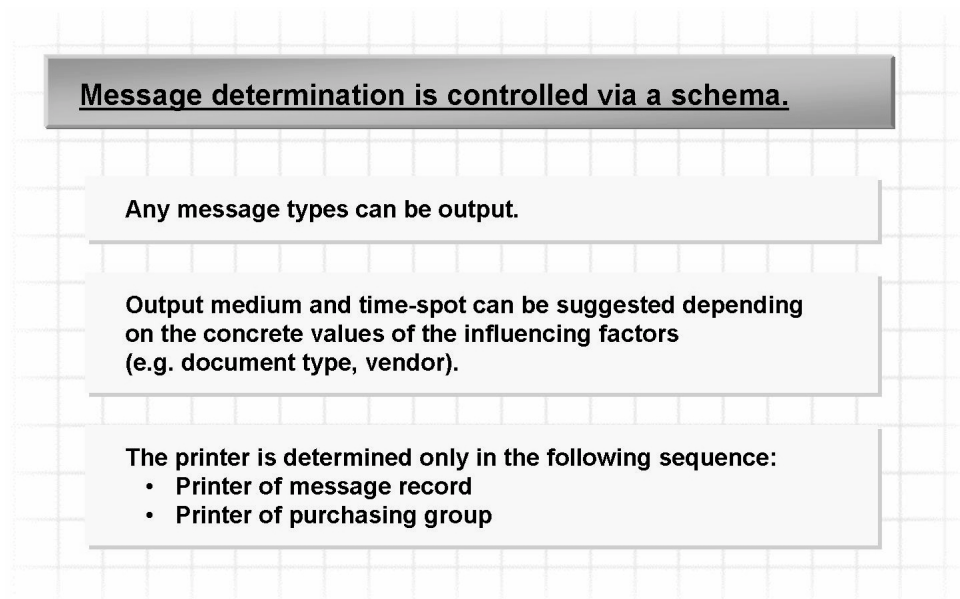 Message determination is controlled via a schema.
Any message types can be output.
Output medium and time-spot can be suggested depending
on the concrete values of the influencing factors
(e.g. document type, vendor).
The printer is determined only in the following sequence:
• Printer of message record
• Printer of purchasing group